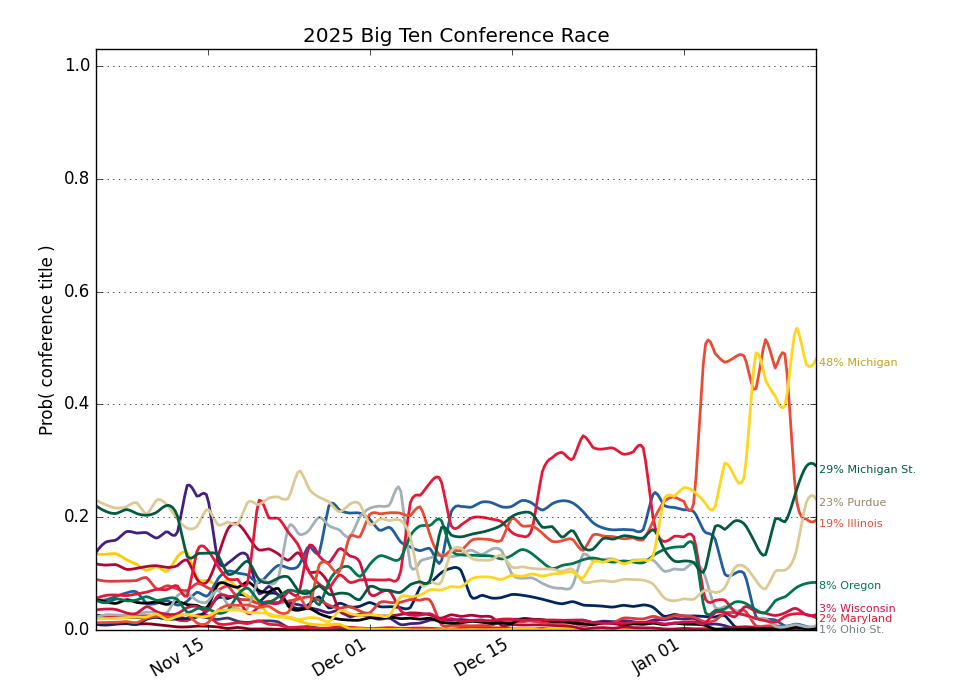 2025 Big Ten Conference Race
Prob( conference title )
1.0
0.8
0.6
0.4
0.2
0.0
Nov 15
Dec 01
Dec 15
Jan 01
48% Michigan
29% Michigan St.
23% Purdue
19% Illinois
8% Oregon
3% Wisconsin
2% Maryland
1% Ohio St.